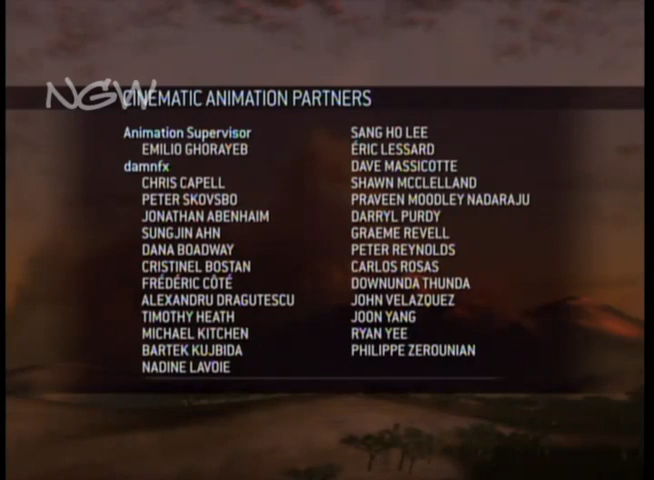 NGW
CINEMATIC ANIMATION PARTNERS
Animation Supervisor
EMILIO GHORAYEB
damnfx
CHRIS CAPELL
PETER SKOVSBO
JONATHAN ABENHAIM
SUNGJIN AHN
DANA BOADWAY
CRISTINEL BOSTAN
FRÉDÉRIC CÔTÉ
ALEXANDRU DRAGUTESCU
TIMOTHY HEATH
MICHAEL KITCHEN
BARTEK KUJBIDA
NADINE LAVOIE
SANG HO LEE
ÉRIC LESSARD
DAVE MASSICOTTE
SHAWN MCCLELLAND
PRAVEEN MOODLEY NADARAJU
DARRYL PURDY
GRAEME REVELL
PETER REYNOLDS
CARLOS ROSAS
DOWNUNDA THUNDA
JOHN VELAZQUEZ
JOON YANG
RYAN YEE
PHILIPPE ZEROUNIAN